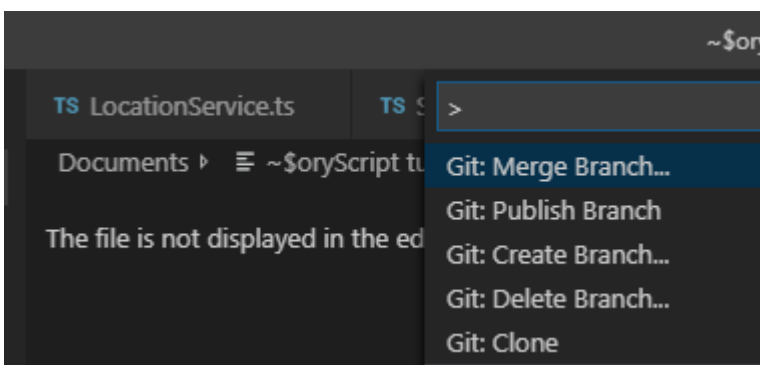 ~$ory
TS LocationService.ts TS S
>
Documents ~$oryScript tu
Git: Merge Branch...
Git: Publish Branch
The file is not displayed in the ed
Git: Create Branch...
Git: Delete Branch...
Git: Clone